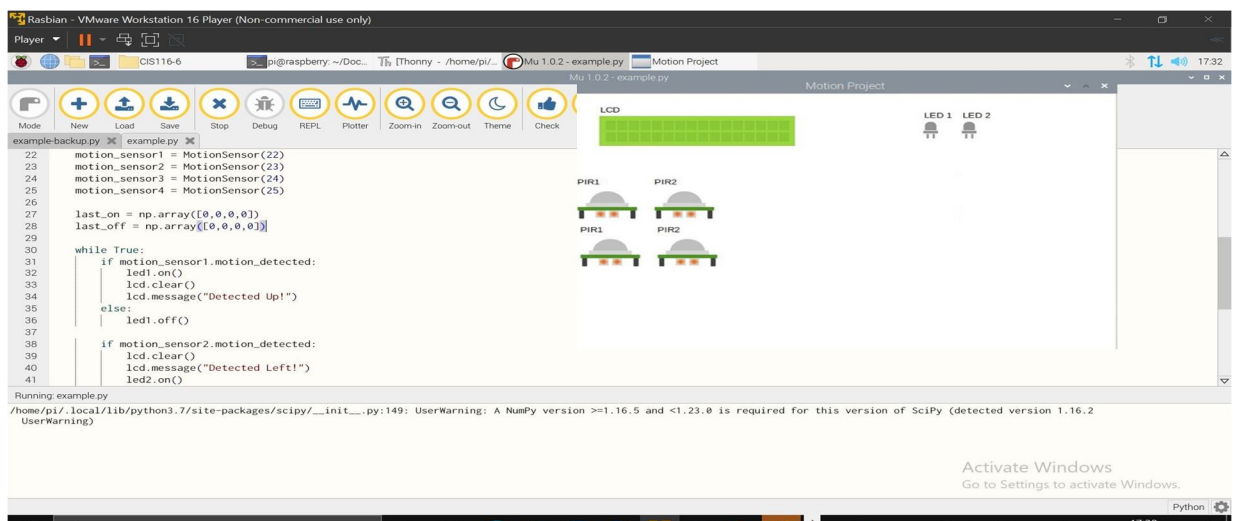 Rasbian - VMware Workstation 16 Player (Non-commercial use only)
Player
CIS116-6
pi@raspberry: ~/Doc...
[Thonny - /home/pi/...
Mu 1.0.2 - example.py
Motion Project
17:32
Mu 1.0.2 - example.py
Motion Project
Mode New Load Save Stop Debug REPL Plotter Zoom-in Zoom-out Theme Check
example-backup.py
example.py
22 motion_sensor1 = MotionSensor(22)
23 motion_sensor2 = MotionSensor(23)
24 motion_sensor3 = MotionSensor(24)
25 motion_sensor4 = MotionSensor(25)
26
27 last_on = np.array([0,0,0,0])
28 last_off = np.array([0,0,0,0])
29
30 while True:
31 if motion_sensor1.motion_detected:
32 led1.on()
33 lcd.clear()
34 lcd.message("Detected Up!")
35 else:
36 led1.off()
37
38 if motion_sensor2.motion_detected:
39 lcd.clear()
40 lcd.message("Detected Left!")
41 led2.on()
LCD
LED 1 LED 2
PIR1 PIR2
PIR1 PIR2
Running: example.py
/home/pi/.local/lib/python3.7/site-packages/scipy/__init__.py:149: UserWarning: A NumPy version >=1.16.5 and <1.23.0 is required for this version of SciPy (detected version 1.16.2
UserWarning)
Activate Windows
Go to Settings to activate Windows.
Python